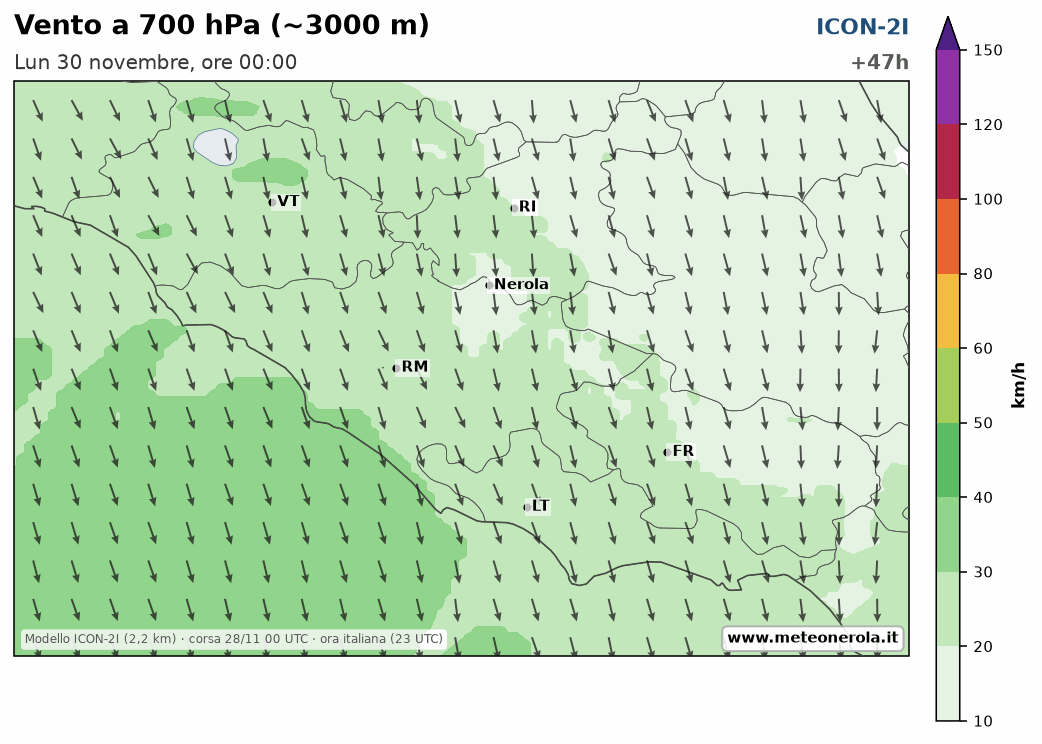 Vento a 700 hPa (~3000 m)
ICON-2I
Lun 30 novembre, ore 00:00
+47h
150
120
100
80
60
50
40
30
20
10
km/h
VT
RI
Nerola
RM
FR
LT
Modello ICON-2I (2,2 km) · corsa 28/11 00 UTC · ora italiana (23 UTC)
www.meteonerola.it